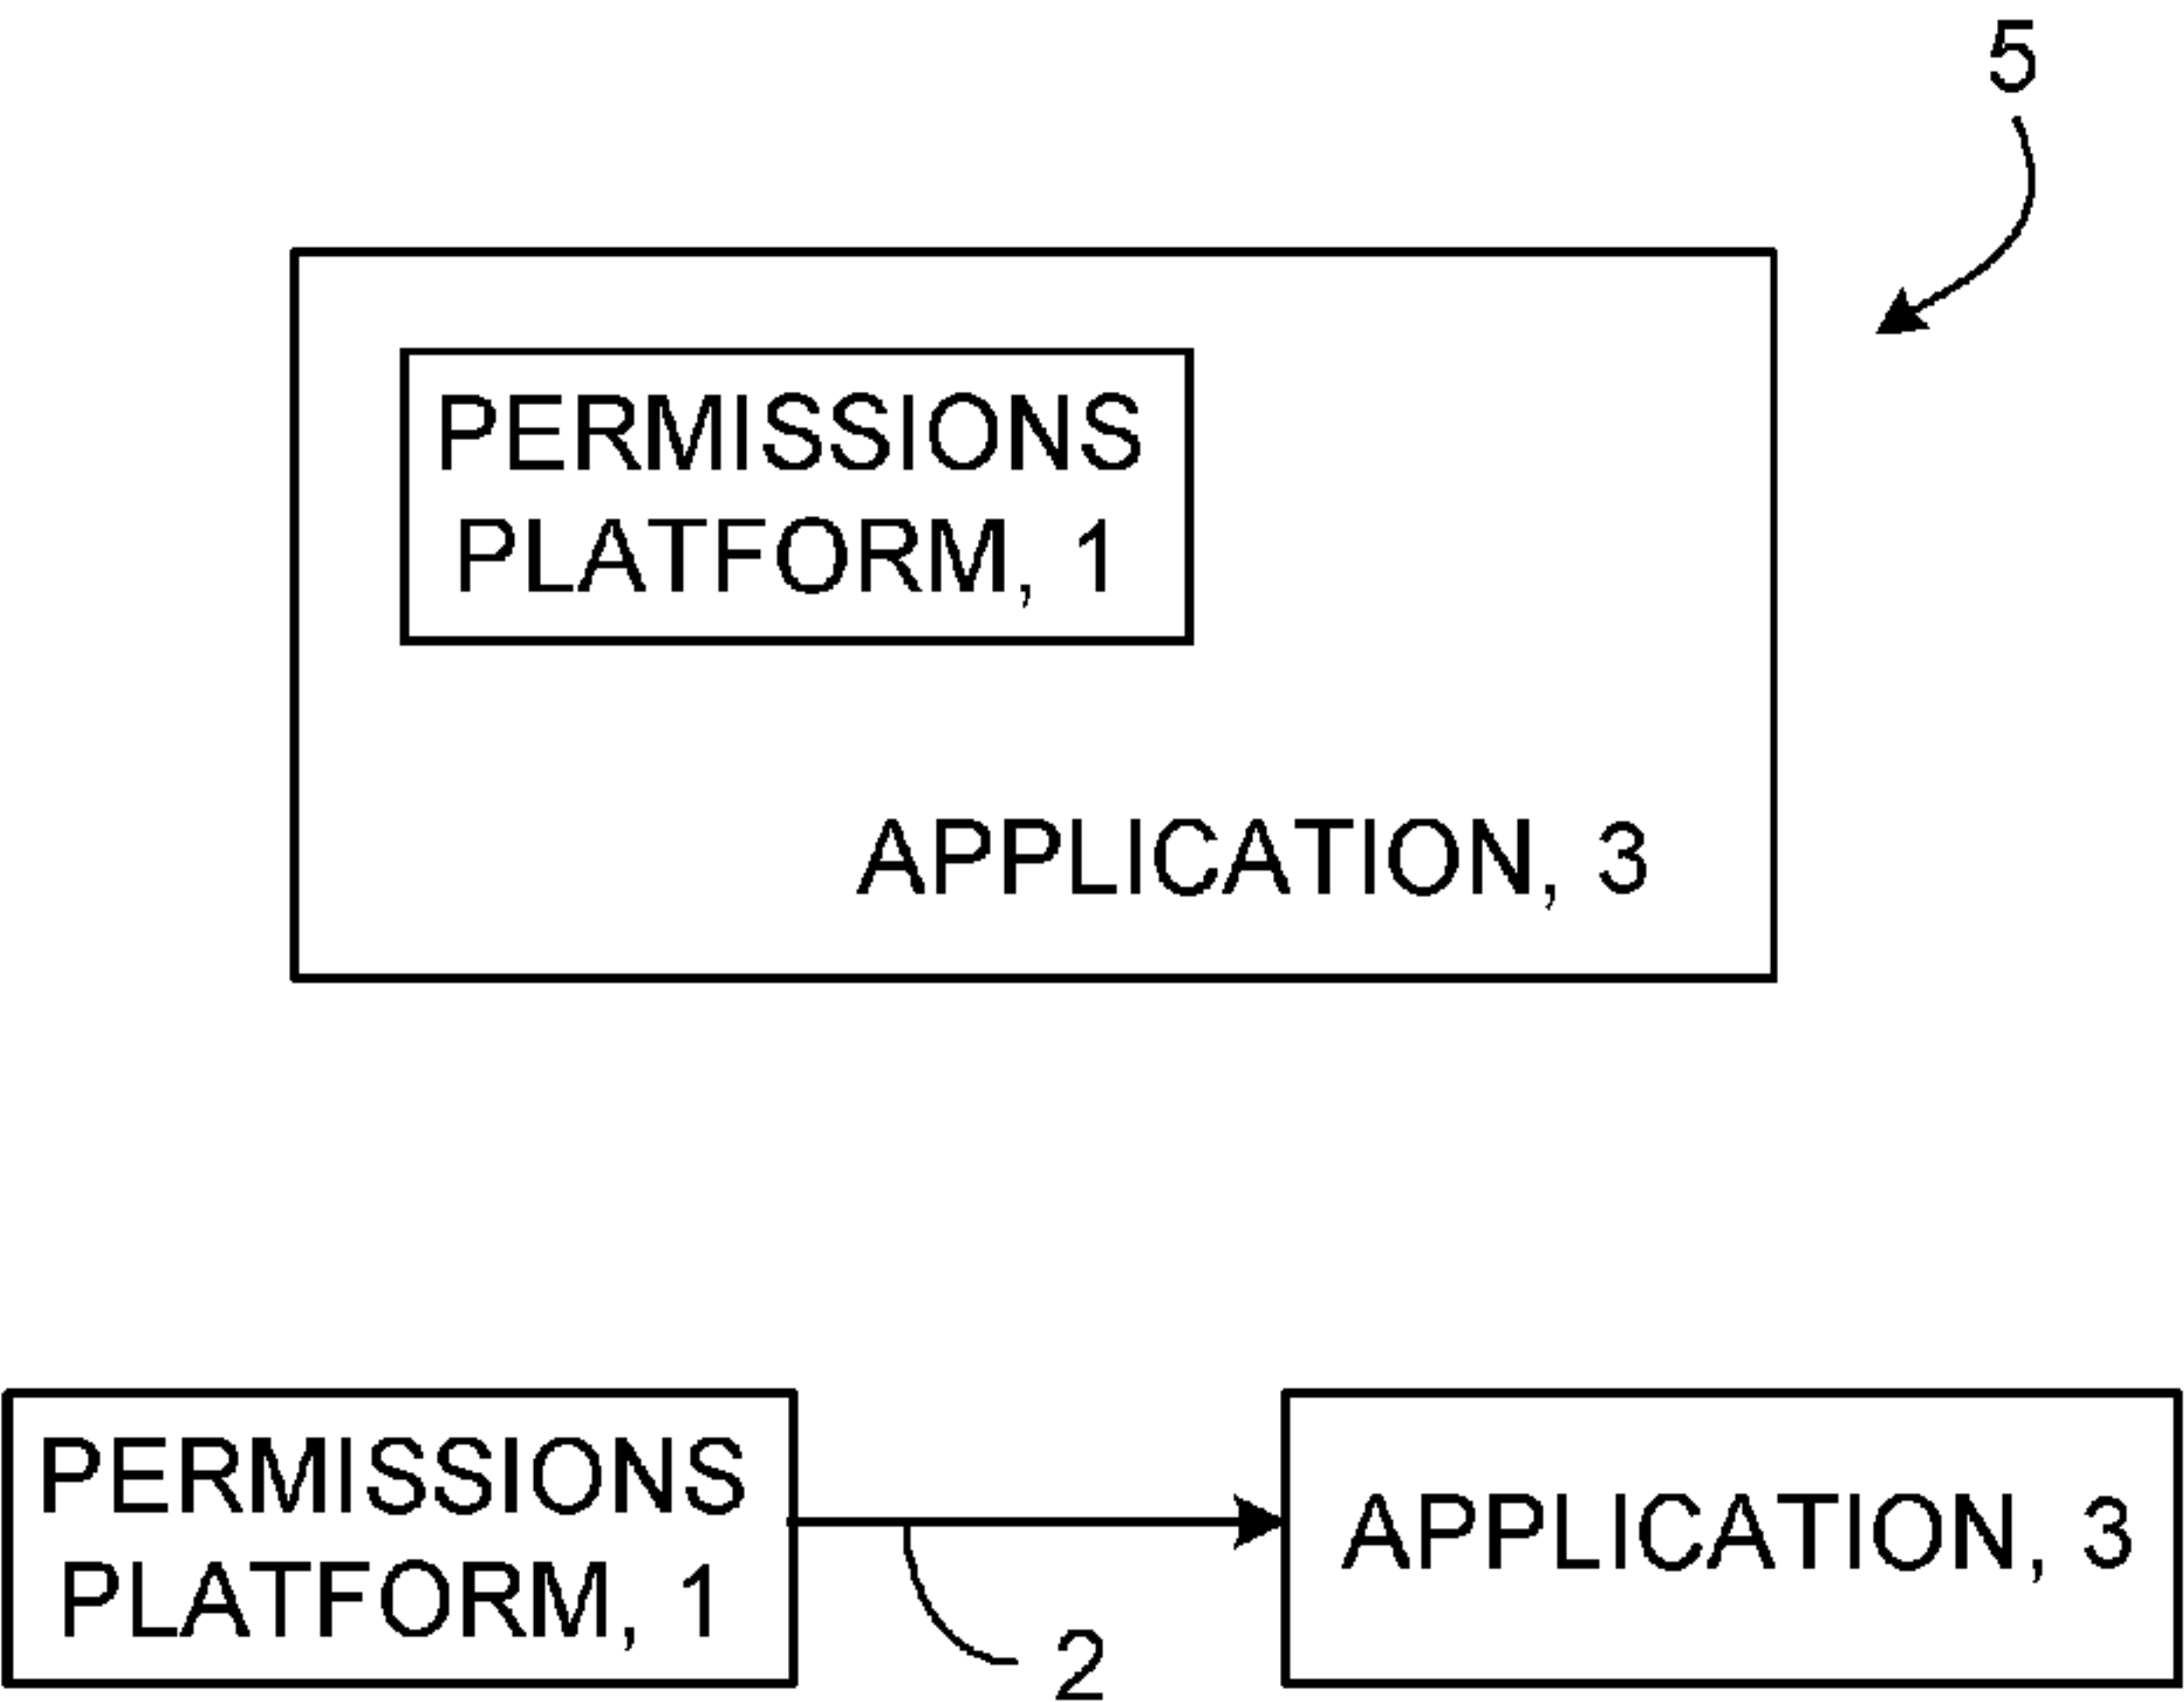 5
PERMISSIONS
PLATFORM, 1
APPLICATION, 3
PERMISSIONS
PLATFORM, 1
APPLICATION, 3
2